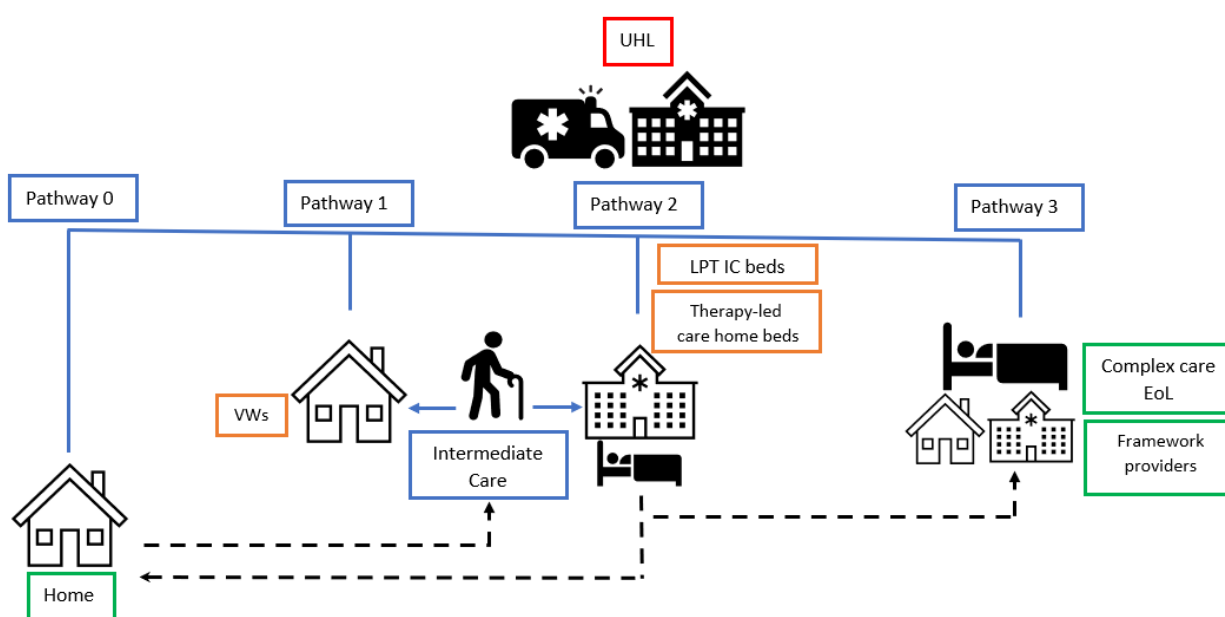 UHL
Pathway 0
Pathway 1
Pathway 2
Pathway 3
LPT IC beds
Therapy-led
care home beds
VWs
Intermediate
Care
Complex care
EoL
Framework
providers
Home